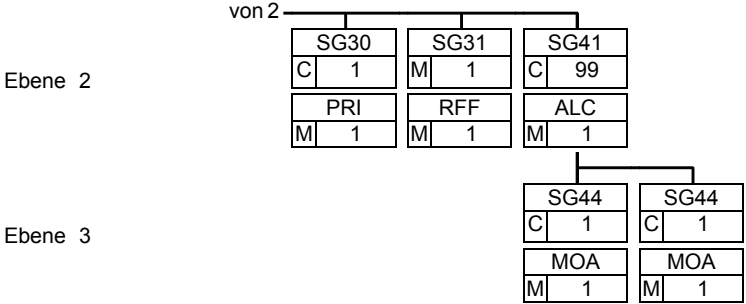 von 2
SG30 SG31 SG41
C 1 M 1 C 99
Ebene 2
PRI RFF ALC
M 1 M 1 M 1
SG44 SG44
C 1 C 1
Ebene 3
MOA MOA
M 1 M 1